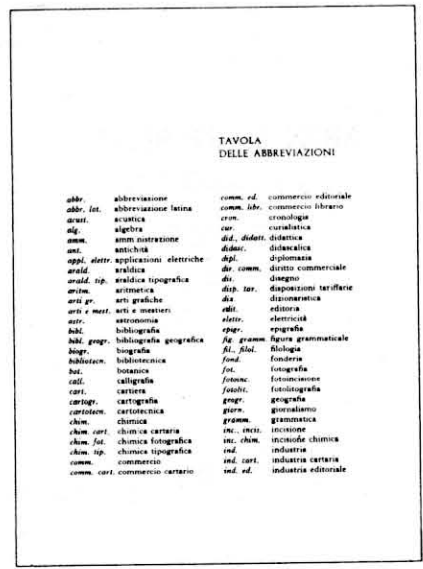 TAVOLA
DELLE ABBREVIAZIONI
abbr. abbreviazione
abbr. lat. abbreviazione latina
acust. acustica
alg. algebra
amm. amm nistrazione
ant. antichità
appl. elettr. applicazioni elettriche
arald. araldica
arald. tip. araldica tipografica
aritm. aritmetica
arti gr. arti grafiche
arti e mest. arti e mestieri
astr. astronomia
bibl. bibliografia
bibl. geogr. bibliografia geografica
biogr. biografia
bibliotecn. bibliotecnica
bot. botanica
call. calligrafia
cart. cartiera
cartogr. cartografia
cartotecn. cartotecnica
chim. chimica
chim. cart. chimica cartaria
chim. fot. chimica fotografica
chim. tip. chimica tipografica
comm. commercio
comm. cart. commercio cartario
comm. ed. commercio editoriale
comm. libr. commercio librario
cron. cronologia
cur. curialistica
did., didatt. didattica
didasc. didascalica
dipl. diplomazia
dir. comm. diritto commerciale
dis. disegno
disp. tar. disposizioni tariffarie
dix dizionaristica
edit. editoria
elettr. elettricità
epigr. epigrafia
fig. gramm. figura grammaticale
fil., filol. filologia
fond. fonderia
fot. fotografia
fotoinc. fotoincisione
fotolit. fotolitografia
geogr. geografia
giorn. giornalismo
gramm. grammatica
inc., incis. incisione
inc. chim. incisione chimica
ind. industria
ind. cart. industria cartaria
ind. ed. industria editoriale